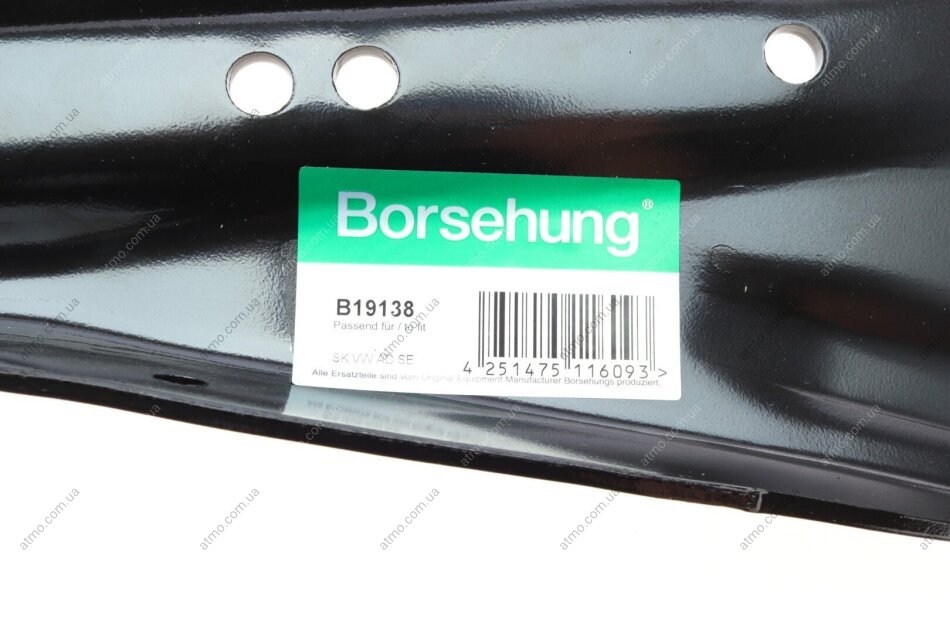 Borsehung®
B19138
Passend für / to fit
SK VW AD SE
4 251475 116093 >
Alle Ersatzteile sind vom Original Equipment Manufacturer Borsehungs produziert
atmo.com.ua